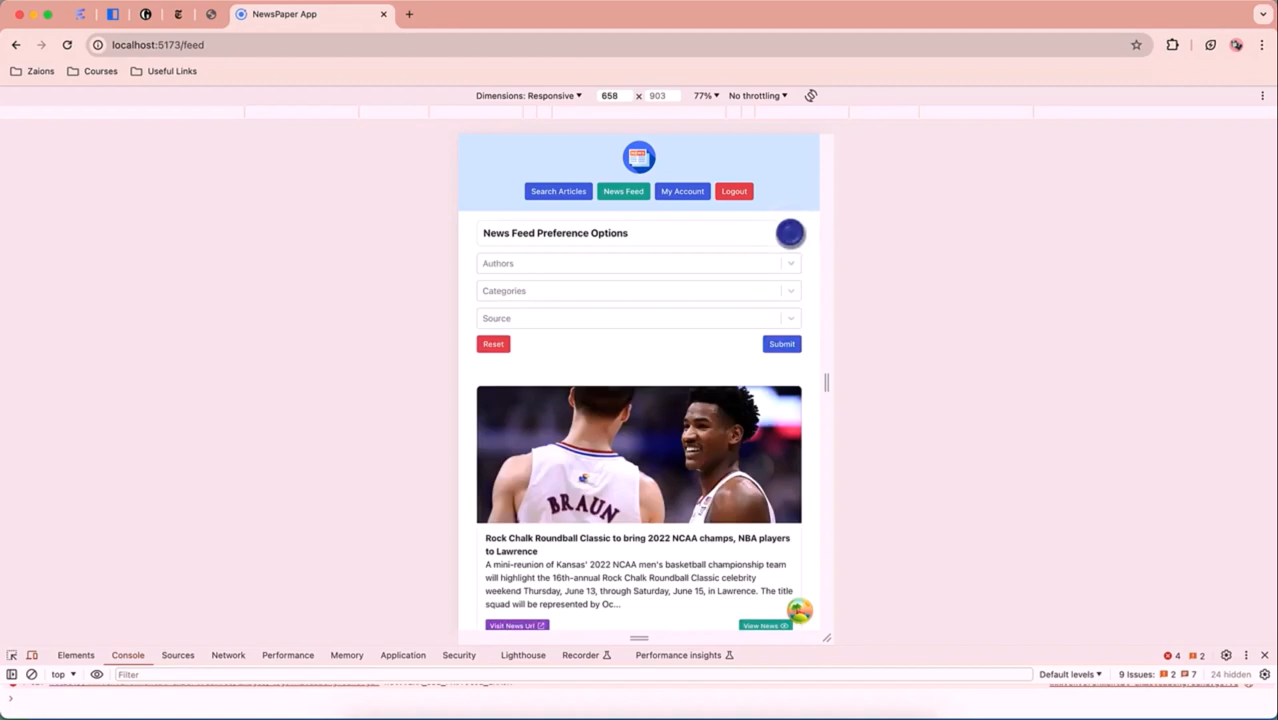 NewsPaper App
localhost:5173/feed
Zaions Courses Useful Links
Dimensions: Responsive 658 x 903 77% No throttling
NEWS
Search Articles News Feed My Account Logout
News Feed Preference Options
Authors
Categories
Source
Reset Submit
BRAUN
Rock Chalk Roundball Classic to bring 2022 NCAA champs, NBA players
to Lawrence
A mini-reunion of Kansas' 2022 NCAA men's basketball championship team
will highlight the 16th-annual Rock Chalk Roundball Classic celebrity
weekend Thursday, June 13, through Saturday, June 15, in Lawrence. The title
squad will be represented by Oc...
Visit News Url View News
Elements Console Sources Network Performance Memory Application Security Lighthouse Recorder Performance insights 4 2
top Filter Default levels 9 Issues: 2 7 24 hidden